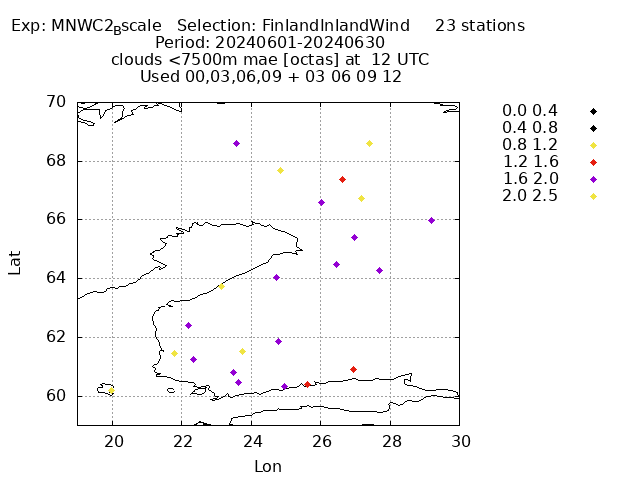 Exp: MNWC2Bscale Selection: FinlandInlandWind 23 stations
Period: 20240601-20240630
clouds <7500m mae [octas] at 12 UTC
Used 00,03,06,09 + 03 06 09 12
70
68
66
64
62
60
Lat
20 22 24 26 28 30
Lon
0.0 0.4
0.4 0.8
0.8 1.2
1.2 1.6
1.6 2.0
2.0 2.5